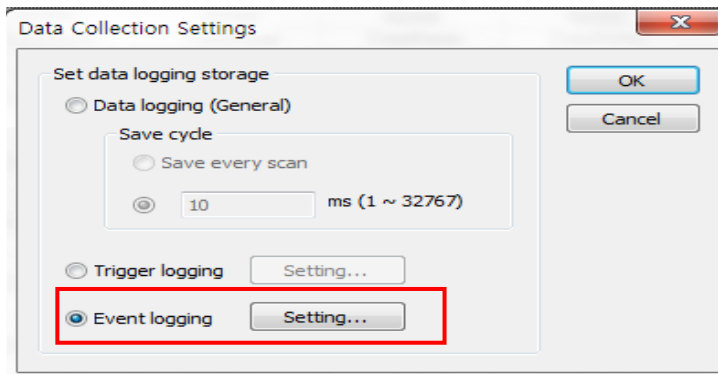 Data Collection Settings
Set data logging storage
OK
Data logging (General)
Cancel
Save cycle
Save every scan
10 ms (1 ~ 32767)
Trigger logging Setting...
Event logging Setting...